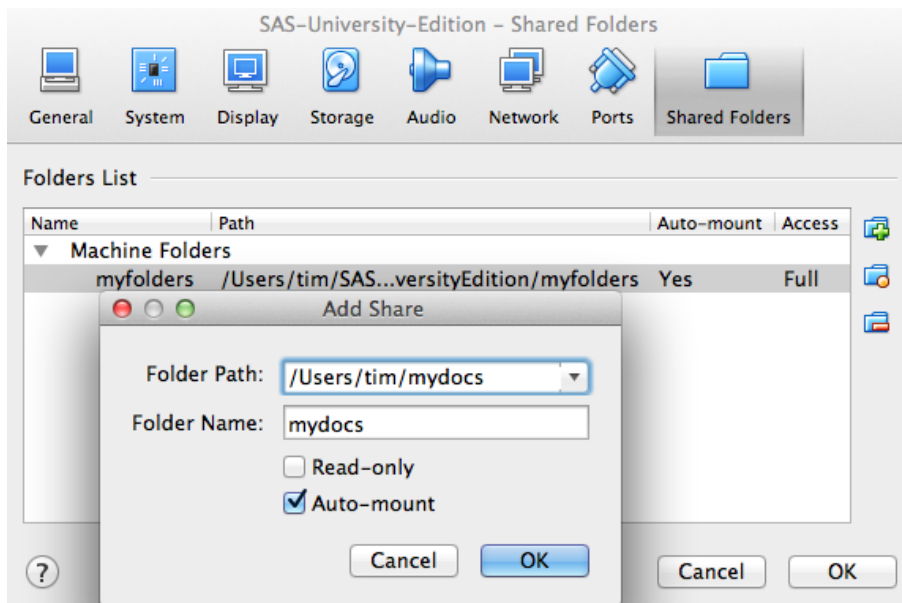 SAS-University-Edition - Shared Folders
General System Display Storage Audio Network Ports Shared Folders
Folders List
Name Path Auto-mount Access
Machine Folders
myfolders /Users/tim/SAS...versityEdition/myfolders Yes Full
Add Share
Folder Path: /Users/tim/mydocs
Folder Name: mydocs
Read-only
Auto-mount
Cancel OK
? Cancel OK